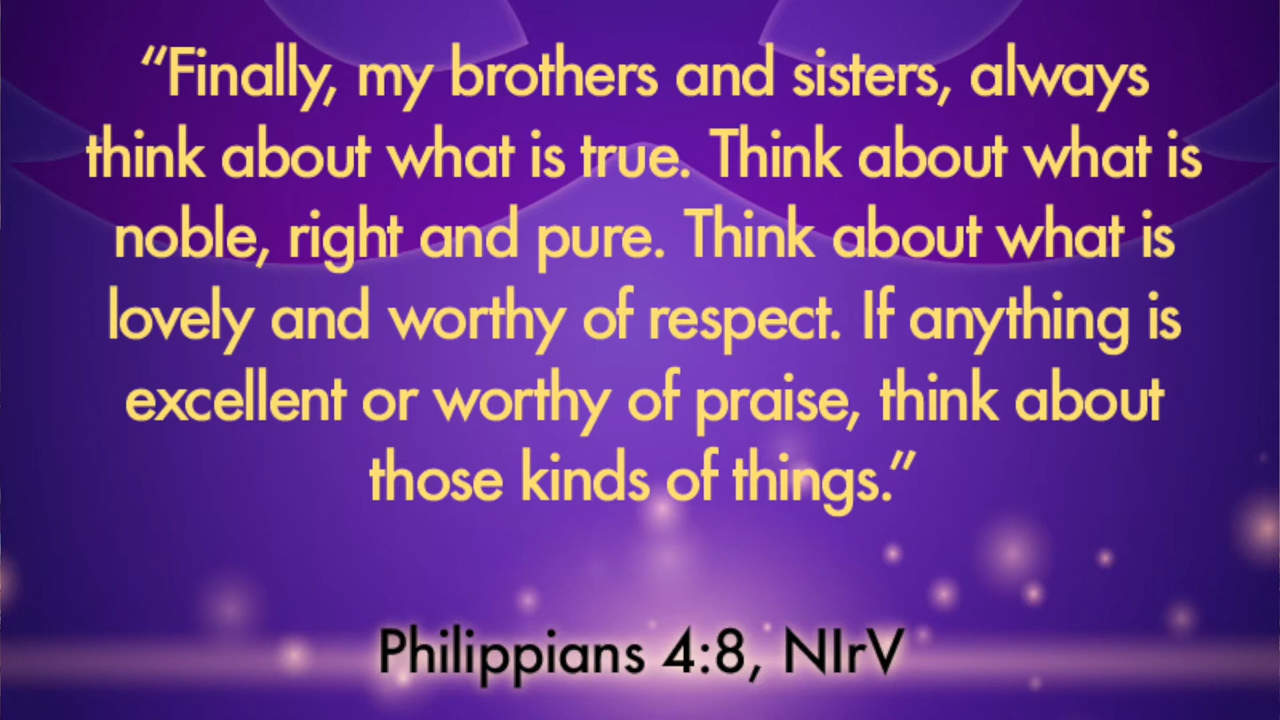 “Finally, my brothers and sisters, always
think about what is true. Think about what is
noble, right and pure. Think about what is
lovely and worthy of respect. If anything is
excellent or worthy of praise, think about
those kinds of things.”
Philippians 4:8, NIrV